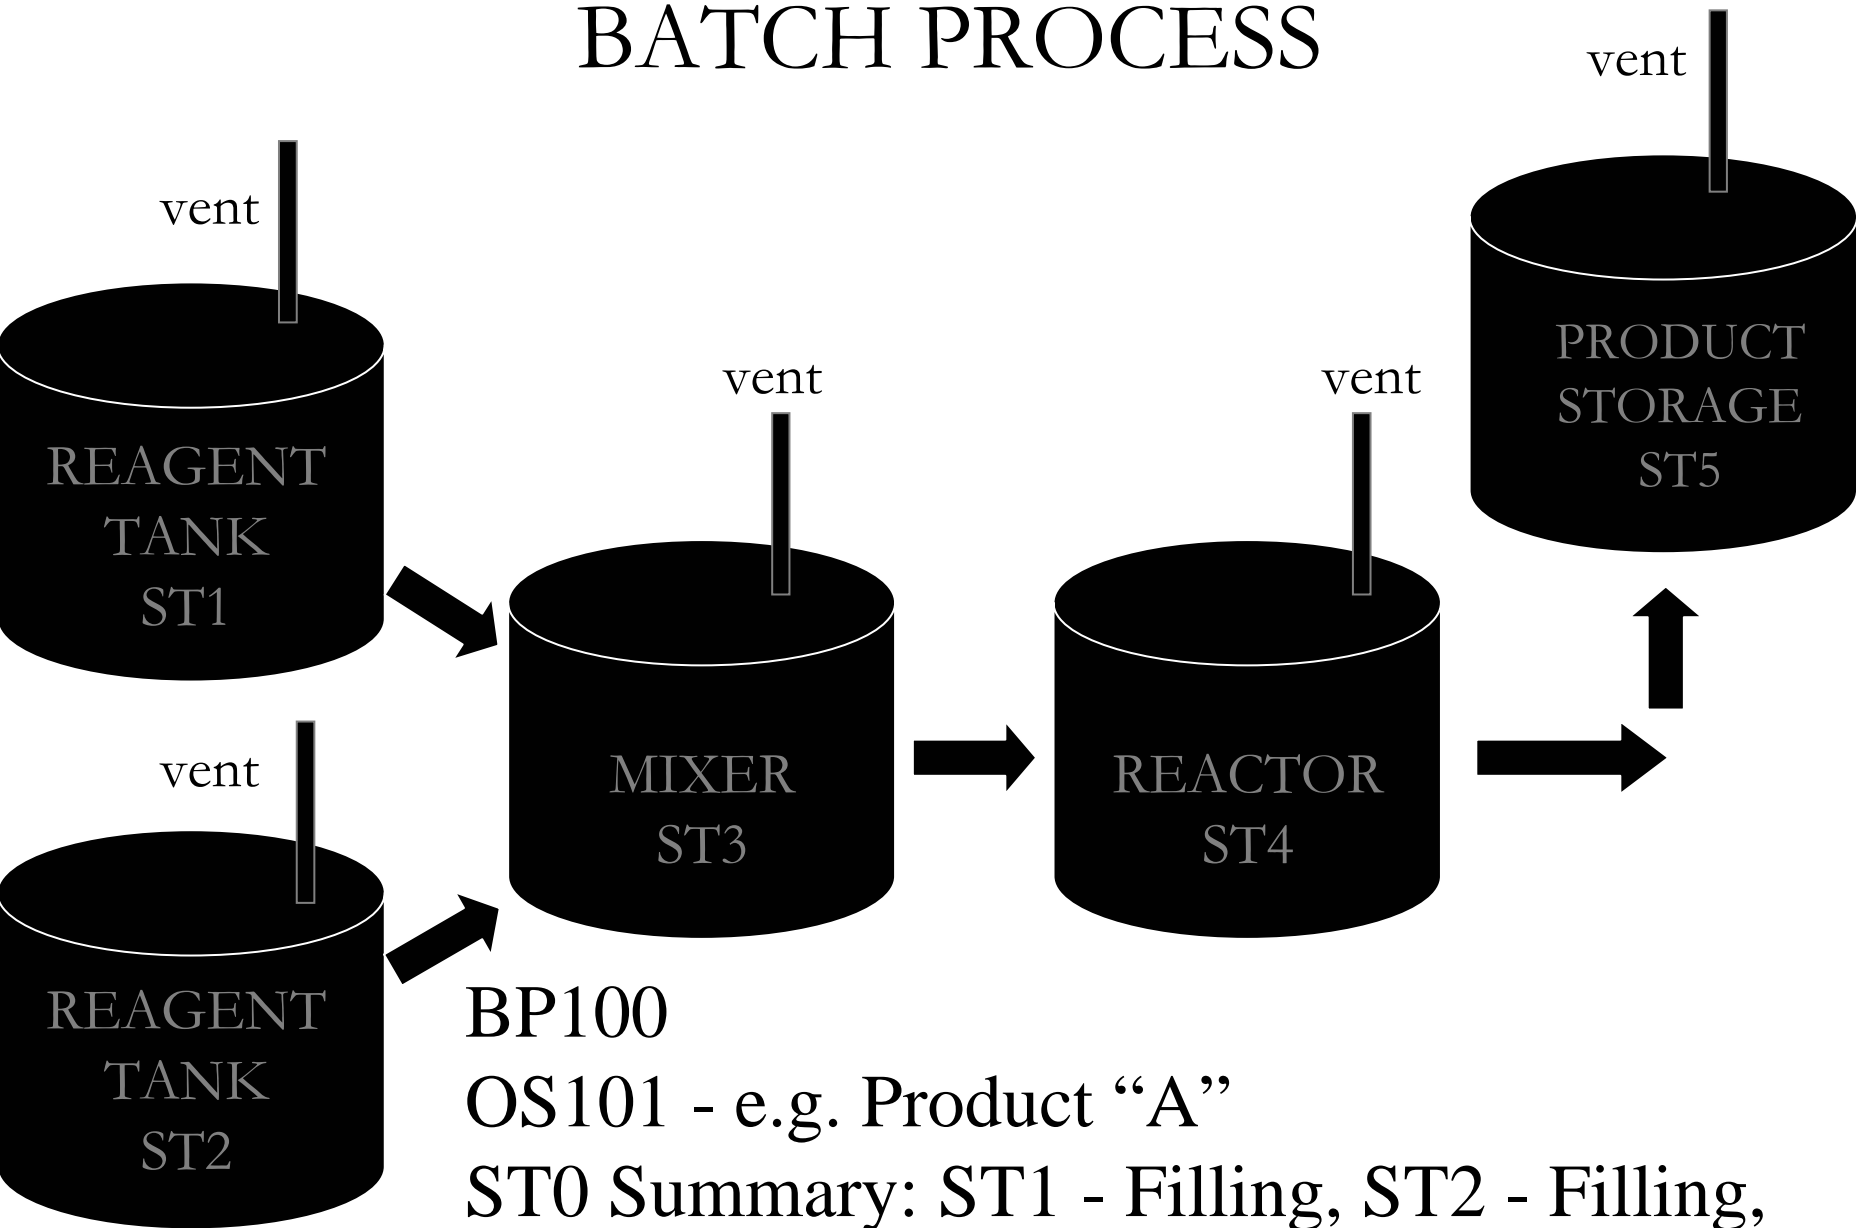 BATCH PROCESS
vent
vent
REAGENT
TANK
ST1
vent
vent
PRODUCT
STORAGE
ST5
vent
MIXER
ST3
REACTOR
ST4
REAGENT
TANK
ST2
BP100
OS101 - e.g. Product “A”
ST0 Summary: ST1 - Filling, ST2 - Filling,